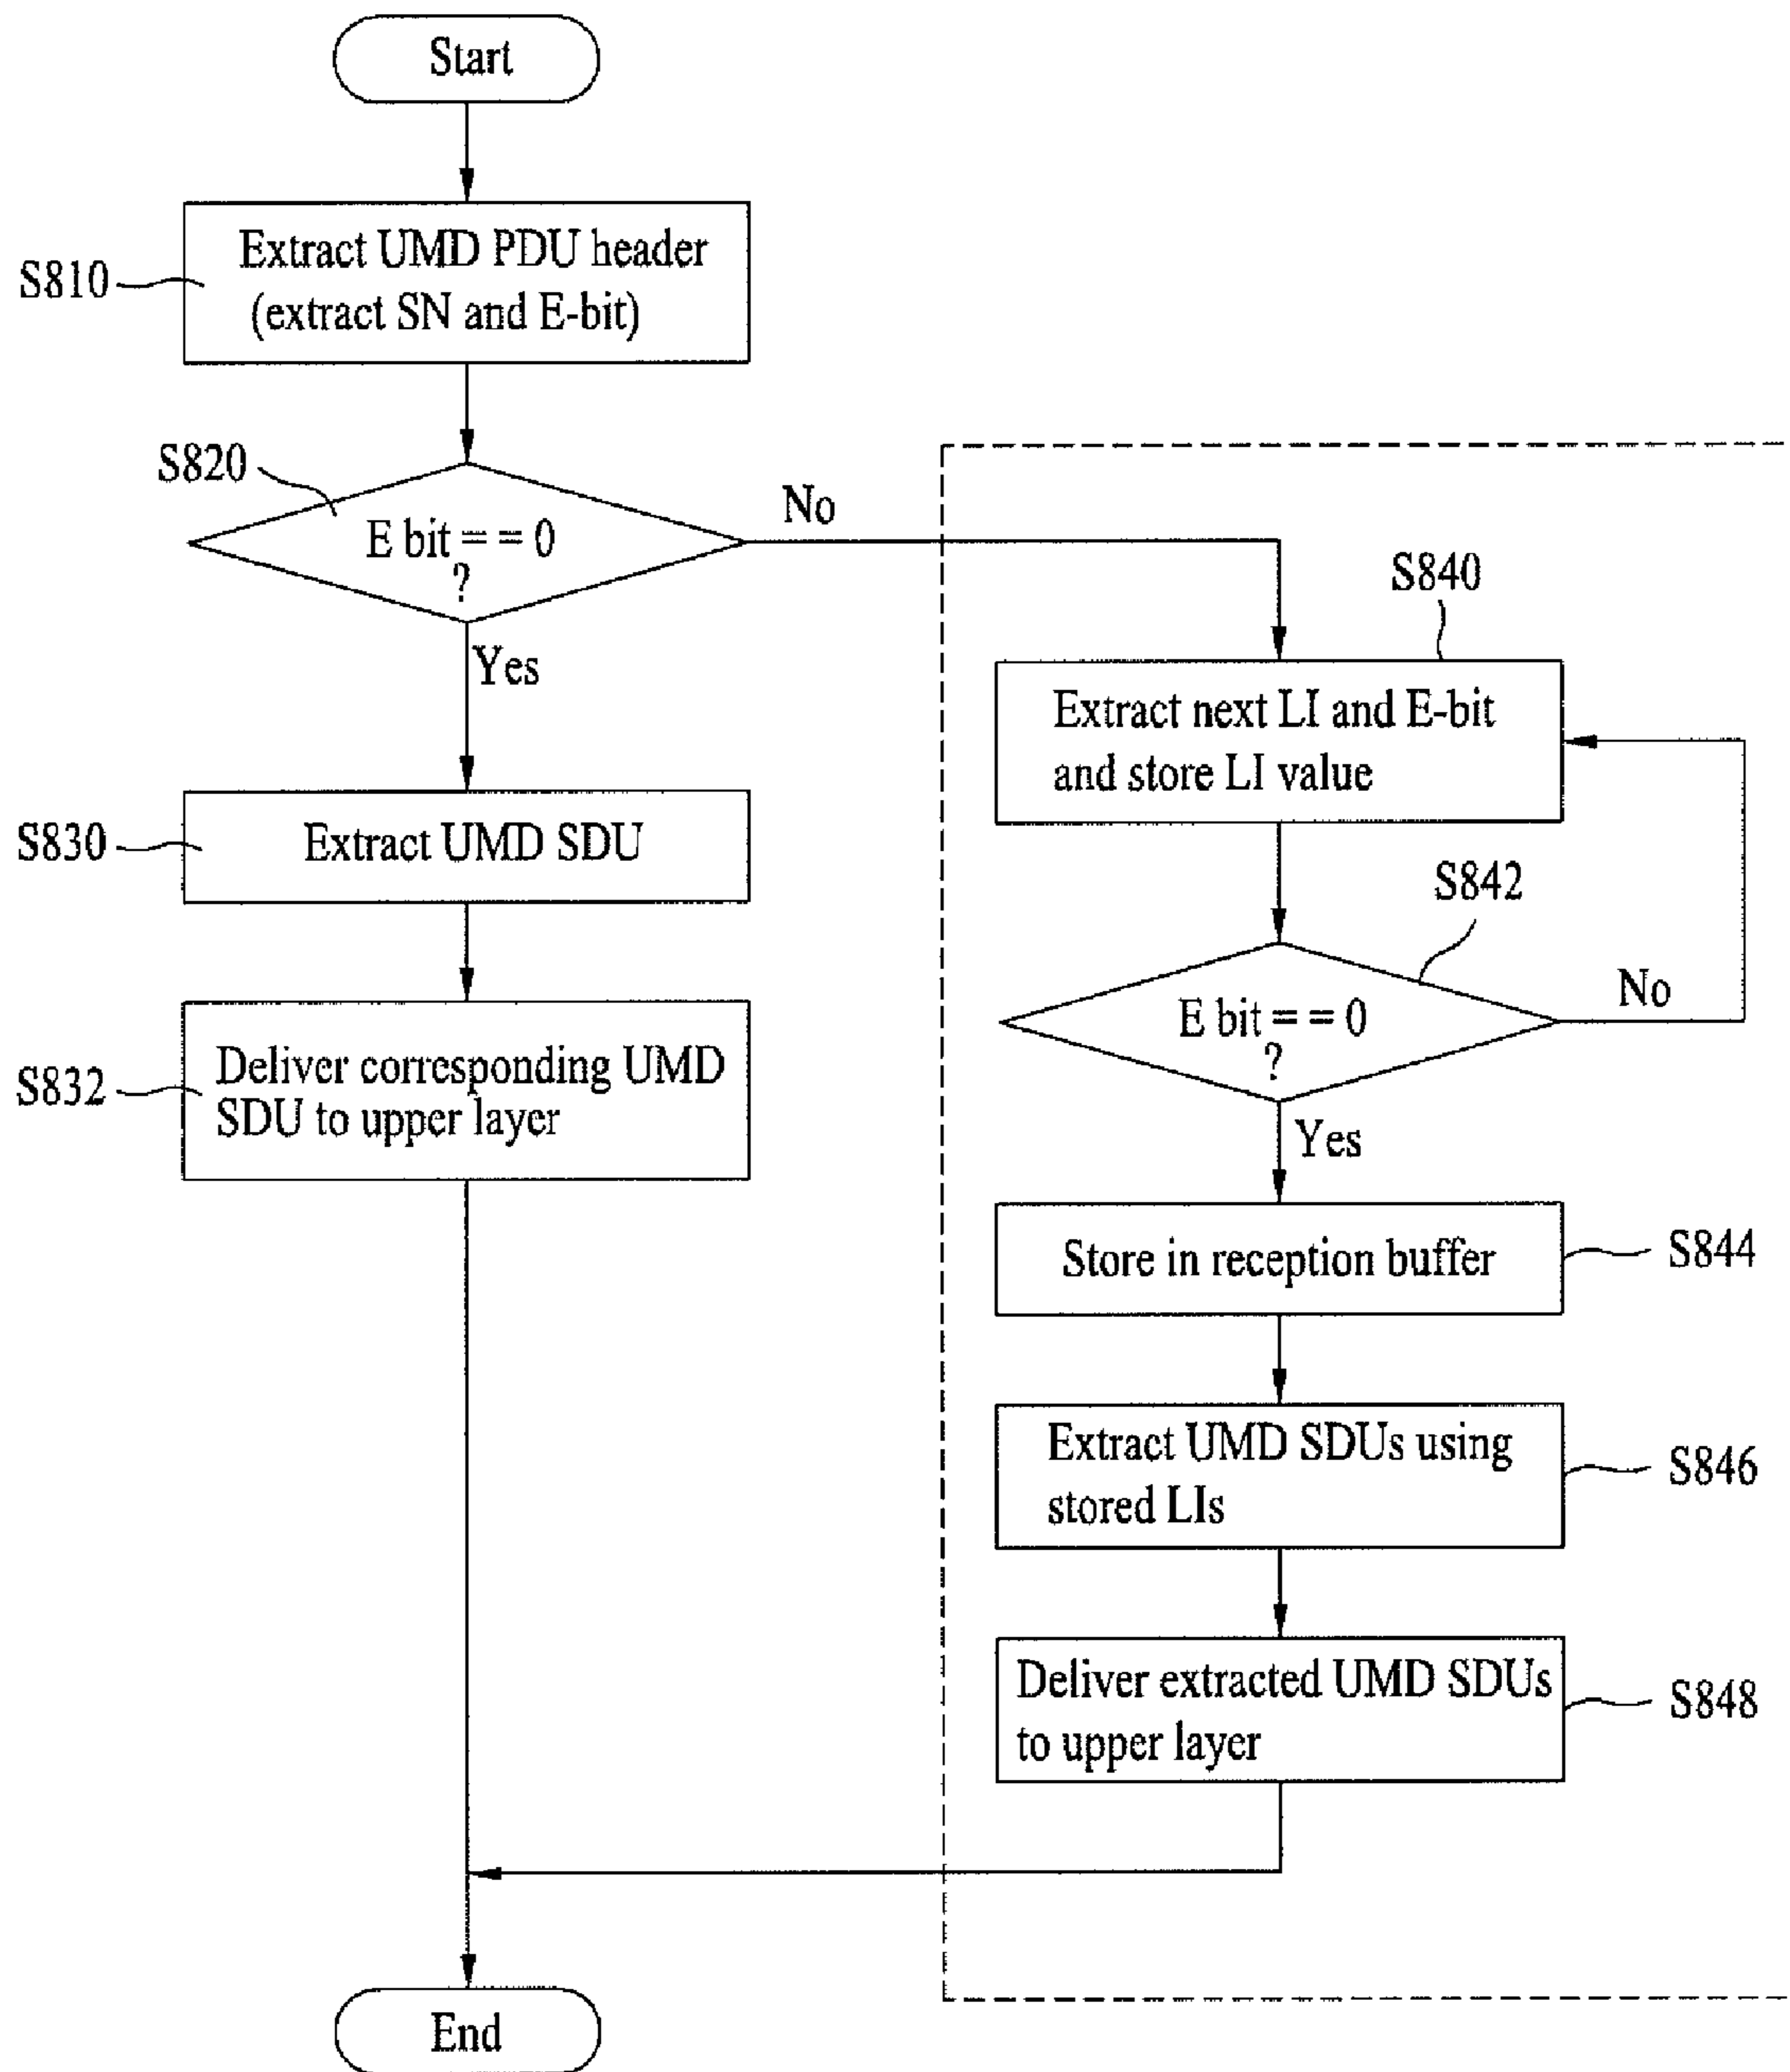 Start
S810
Extract UMD PDU header
(extract SN and E-bit)
S820
E bit = = 0
?
No
Yes
S830
Extract UMD SDU
S832
Deliver corresponding UMD
SDU to upper layer
S840
Extract next LI and E-bit
and store LI value
S842
E bit = = 0
?
No
Yes
Store in reception buffer
S844
Extract UMD SDUs using
stored LIs
S846
Deliver extracted UMD SDUs
to upper layer
S848
End